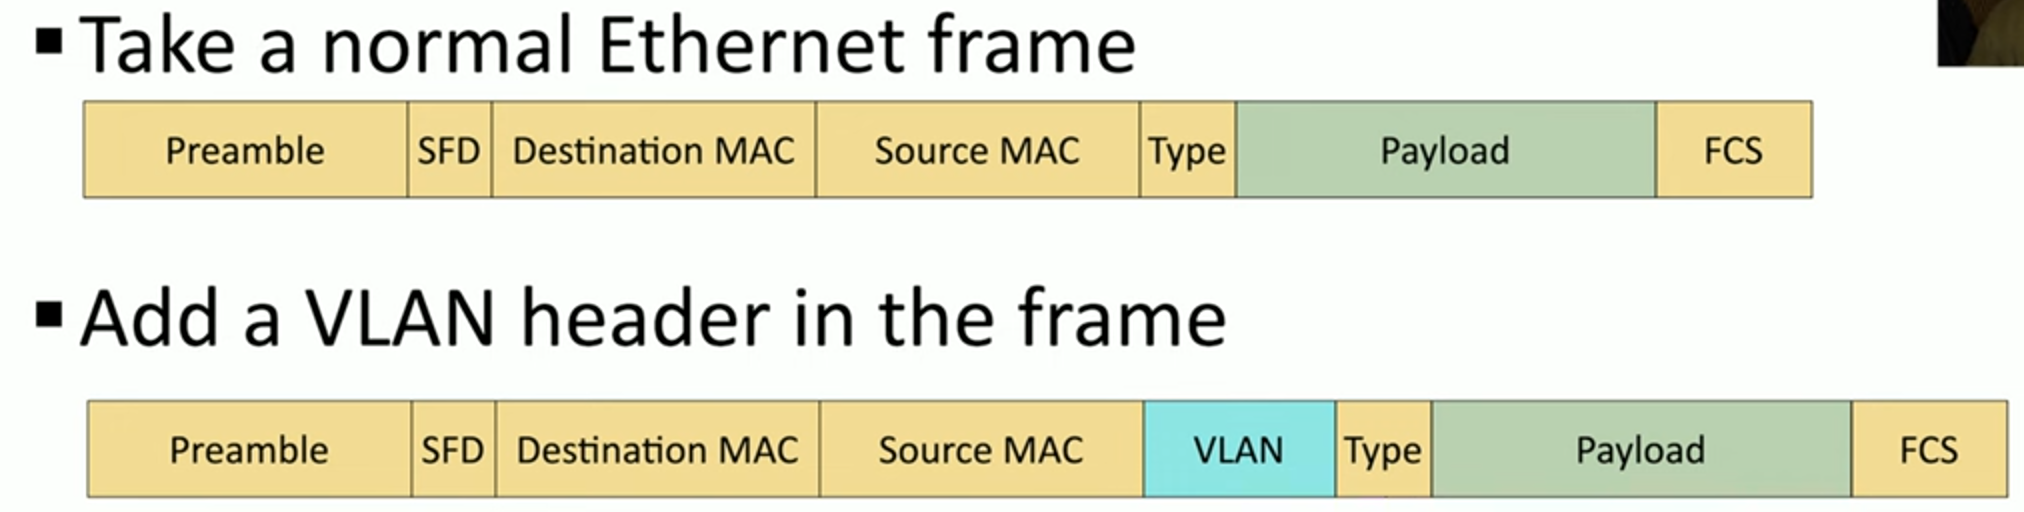 ▪ Take a normal Ethernet frame
Preamble SFD Destination MAC Source MAC Type Payload FCS
▪ Add a VLAN header in the frame
Preamble SFD Destination MAC Source MAC VLAN Type Payload FCS